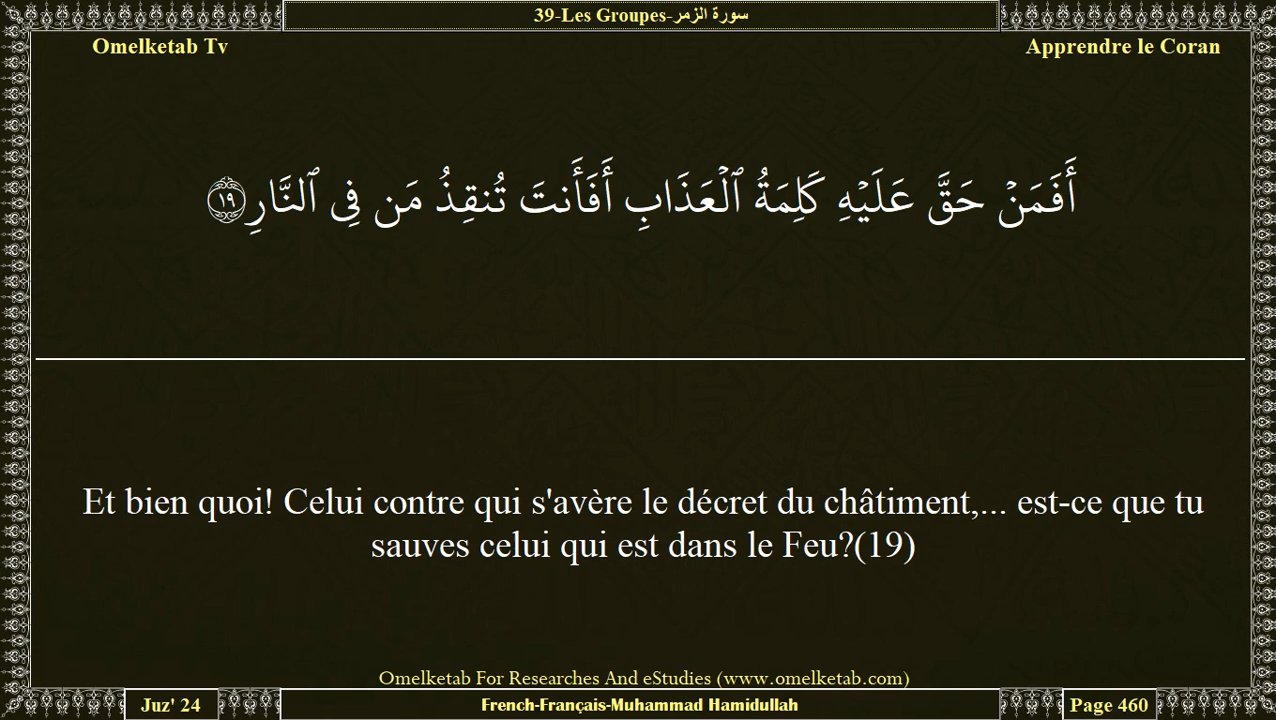 39-Les Groupes-سورة الزمر
Omelketab Tv
Apprendre le Coran
أَفَمَنْ حَقَّ عَلَيْهِ كَلِمَةُ ٱلْعَذَابِ أَفَأَنتَ تُنقِذُ مَن فِى ٱلنَّارِ ١٩
Et bien quoi! Celui contre qui s'avère le décret du châtiment,... est-ce que tu
sauves celui qui est dans le Feu?(19)
Omelketab For Researches And eStudies (www.omelketab.com)
Juz' 24
French-Français-Muhammad Hamidullah
Page 460